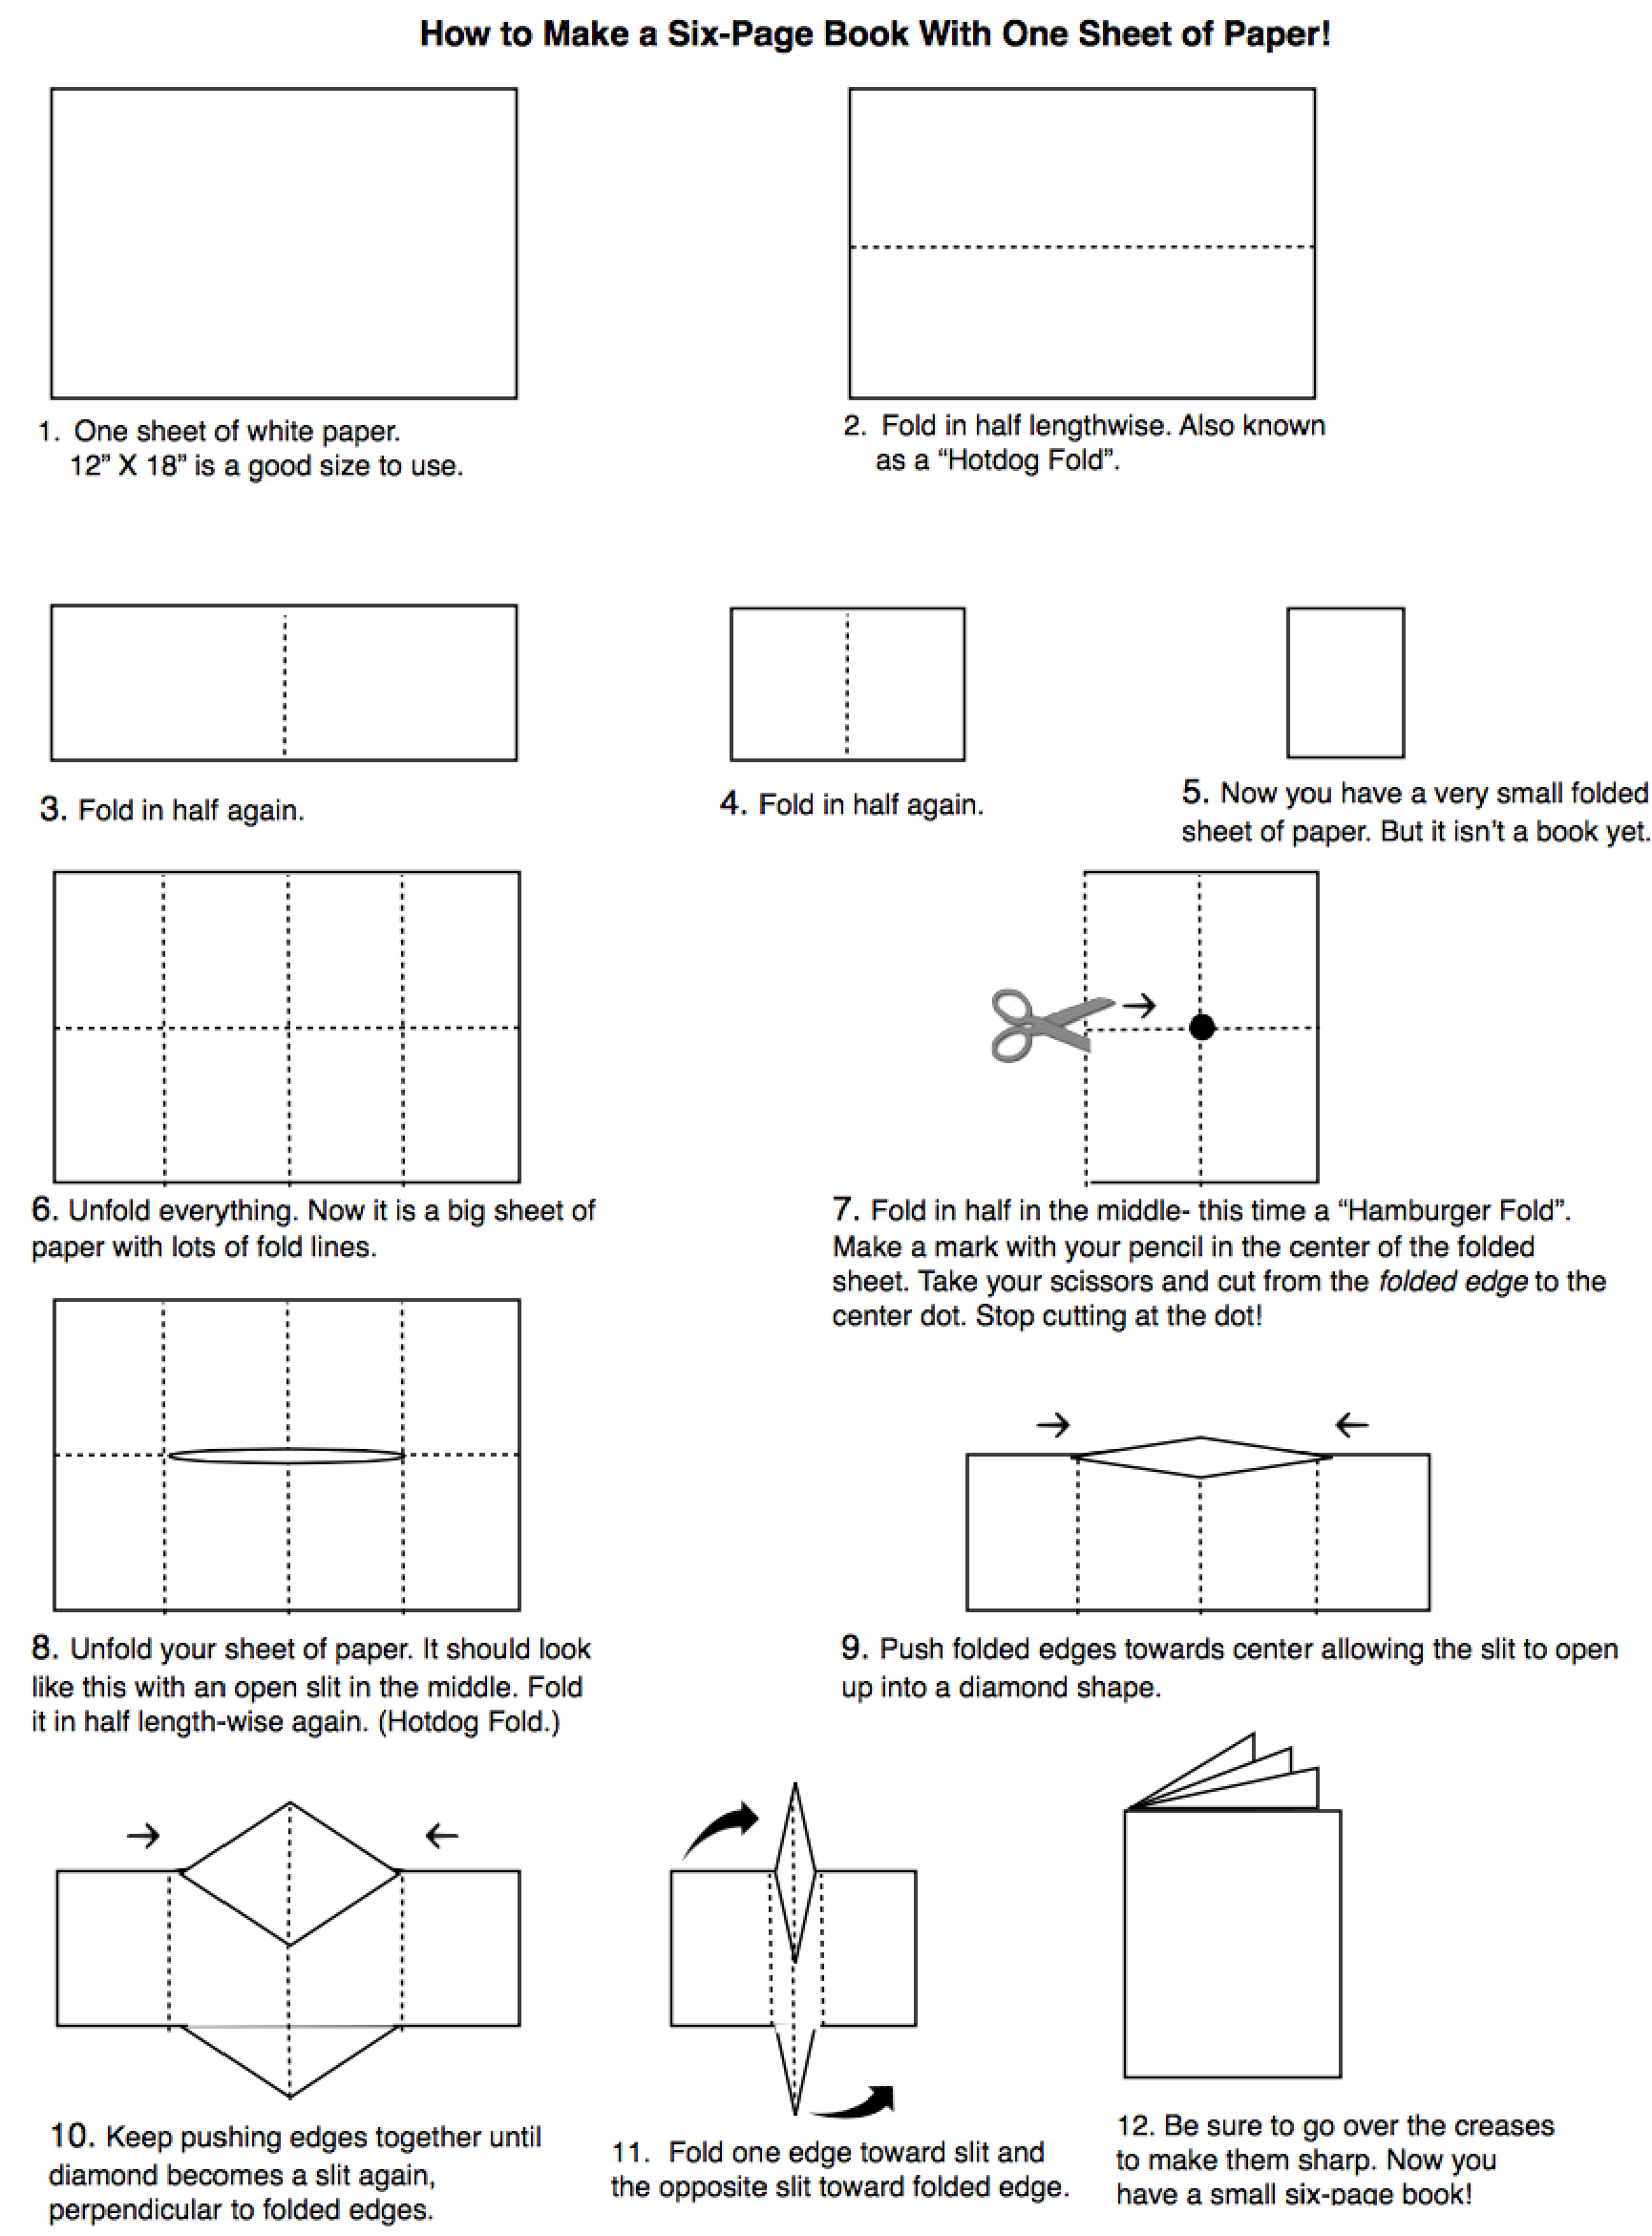 How to Make a Six-Page Book With One Sheet of Paper!
1. One sheet of white paper.
12” X 18” is a good size to use.
2. Fold in half lengthwise. Also known
as a “Hotdog Fold”.
3. Fold in half again.
4. Fold in half again.
5. Now you have a very small folded
sheet of paper. But it isn’t a book yet.
6. Unfold everything. Now it is a big sheet of
paper with lots of fold lines.
7. Fold in half in the middle- this time a “Hamburger Fold”.
Make a mark with your pencil in the center of the folded
sheet. Take your scissors and cut from the folded edge to the
center dot. Stop cutting at the dot!
8. Unfold your sheet of paper. It should look
like this with an open slit in the middle. Fold
it in half length-wise again. (Hotdog Fold.)
9. Push folded edges towards center allowing the slit to open
up into a diamond shape.
10. Keep pushing edges together until
diamond becomes a slit again,
perpendicular to folded edges.
11. Fold one edge toward slit and
the opposite slit toward folded edge.
12. Be sure to go over the creases
to make them sharp. Now you
have a small six-page book!